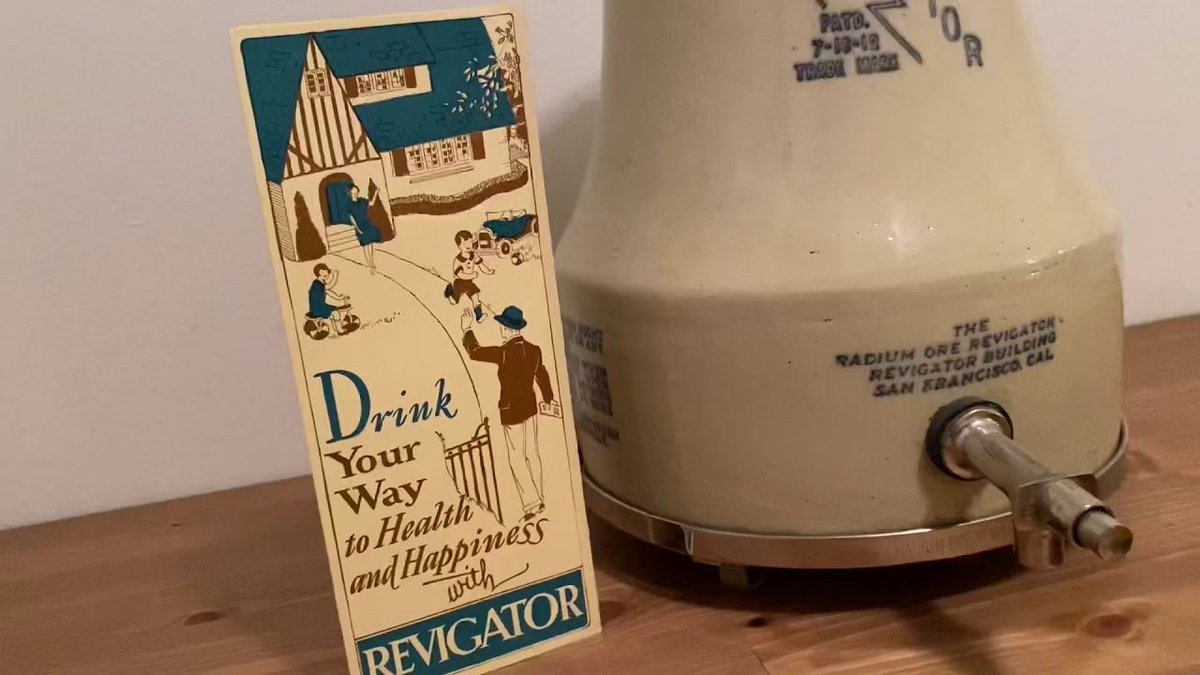 Drink
Your
Way
to Health
and Happiness
with
REVIGATOR
TOR
PATD.
7-16-12
TRADE MARK
THE
RADIUM ORE REVIGATOR
REVIGATOR BUILDING
SAN FRANCISCO, CAL